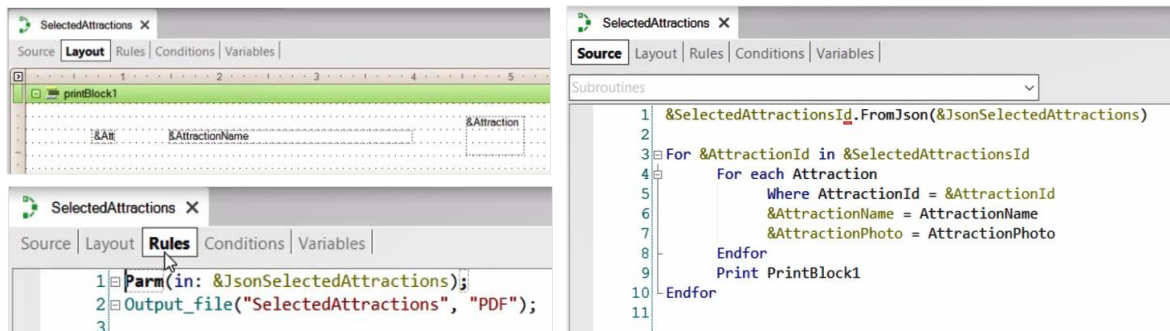 SelectedAttractions X
Source Layout Rules Conditions Variables
1 2 3 4 5
printBlock1
&Attraction
&Att &AttractionName
SelectedAttractions X
Source Layout Rules Conditions Variables
1 Parm(in: &JsonSelectedAttractions);
2 Output_file("SelectedAttractions", "PDF");
3
SelectedAttractions X
Source Layout Rules Conditions Variables
Subroutines
1 &SelectedAttractionsId.FromJson(&JsonSelectedAttractions)
2
3 For &AttractionId in &SelectedAttractionsId
4 For each Attraction
5 Where AttractionId = &AttractionId
6 &AttractionName = AttractionName
7 &AttractionPhoto = AttractionPhoto
8 Endfor
9 Print PrintBlock1
10 Endfor
11